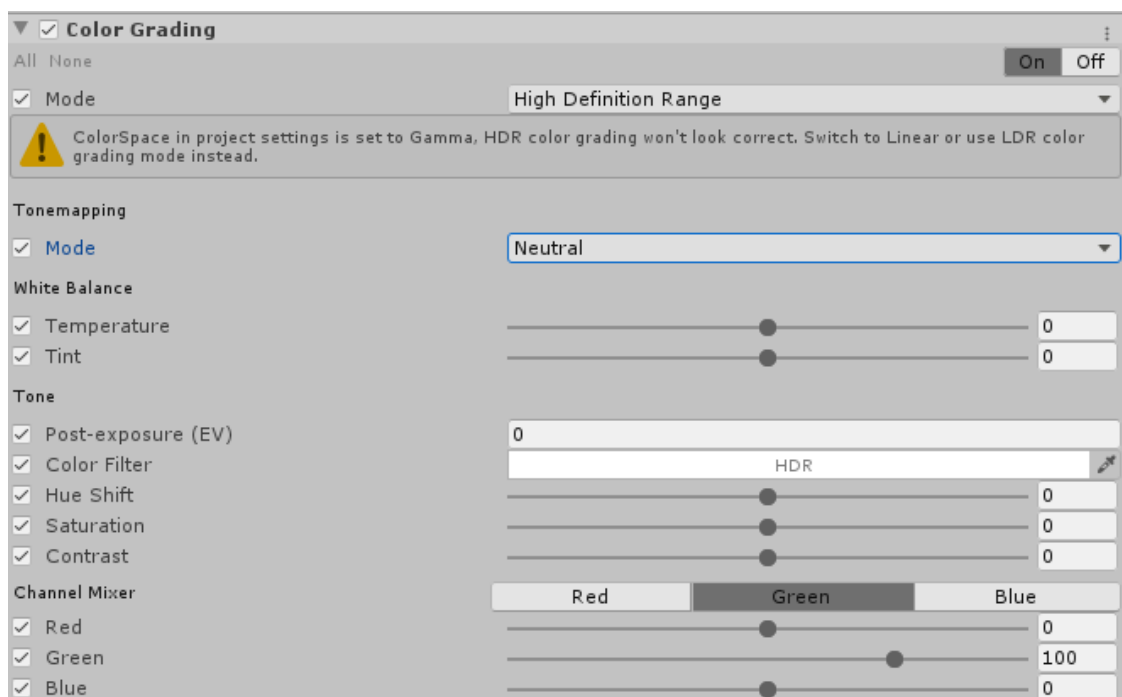 Color Grading
All None On Off
Mode High Definition Range
ColorSpace in project settings is set to Gamma, HDR color grading won't look correct. Switch to Linear or use LDR color
grading mode instead.
Tonemapping
Mode Neutral
White Balance
Temperature 0
Tint 0
Tone
Post-exposure (EV) 0
Color Filter HDR
Hue Shift 0
Saturation 0
Contrast 0
Channel Mixer Red Green Blue
Red 0
Green 100
Blue 0